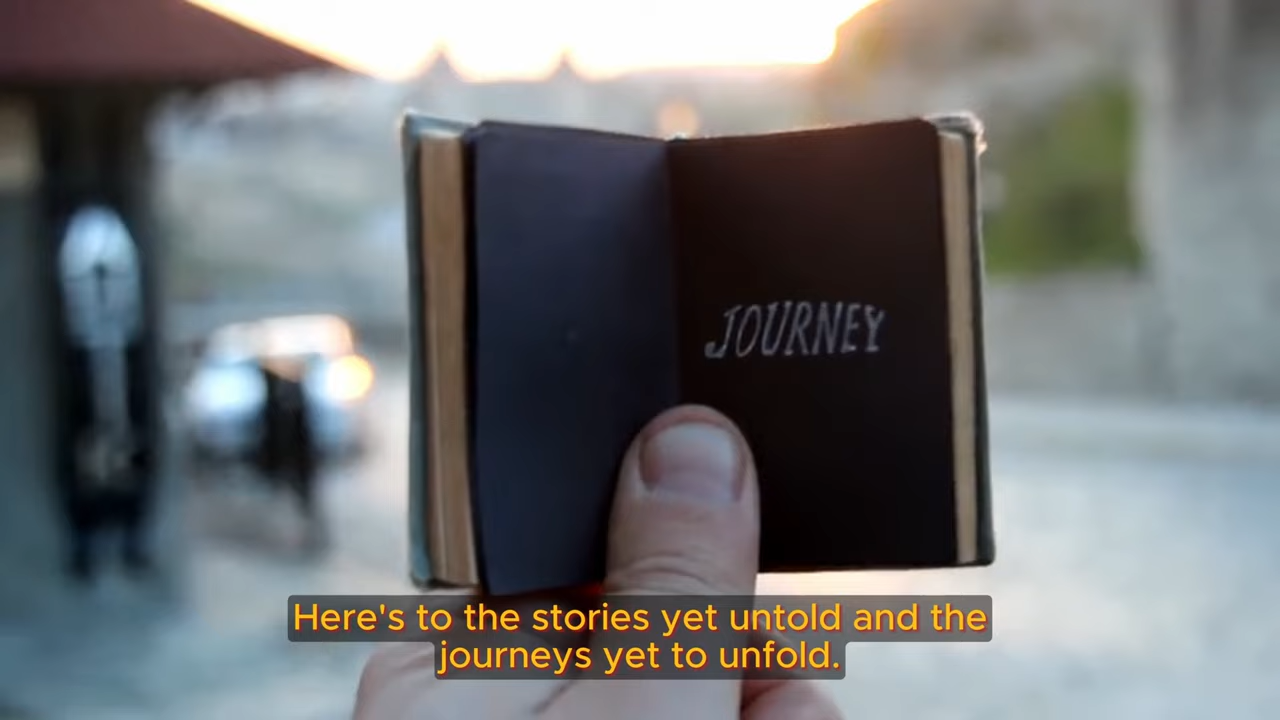 JOURNEY
Here's to the stories yet untold and the
journeys yet to unfold.